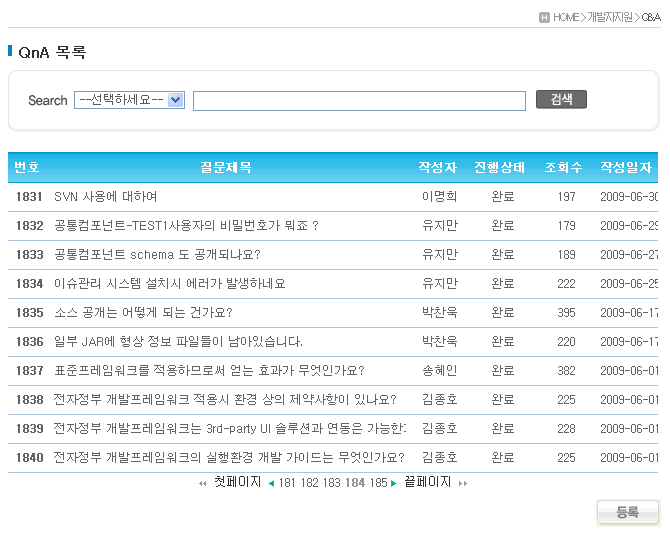 HOME > 개발자지원 > Q&A
QnA 목록
Search --선택하세요-- 검색
번호 질문제목 작성자 진행상태 조회수 작성일자
1831 SVN 사용에 대하여 이명희 완료 197 2009-06-30
1832 공통컴포넌트-TEST1사용자의 비밀번호가 뭐죠 ? 유지만 완료 179 2009-06-29
1833 공통컴포넌트 schema 도 공개되나요? 유지만 완료 189 2009-06-27
1834 이슈관리 시스템 설치시 에러가 발생하네요 유지만 완료 222 2009-06-25
1835 소스 공개는 어떻게 되는 건가요? 박찬욱 완료 395 2009-06-17
1836 일부 JAR에 형상 정보 파일들이 남아있습니다. 박찬욱 완료 220 2009-06-17
1837 표준프레임워크를 적용하므로써 얻는 효과가 무엇인가요? 송혜인 완료 382 2009-06-01
1838 전자정부 개발프레임워크 적용시 환경 상의 제약사항이 있나요? 김종호 완료 225 2009-06-01
1839 전자정부 개발프레임워크는 3rd-party UI 솔루션과 연동은 가능한 김종호 완료 228 2009-06-01
1840 전자정부 개발프레임워크의 실행환경 개발 가이드는 무엇인가요? 김종호 완료 225 2009-06-01
첫페이지 181 182 183 184 185 끝페이지
등록